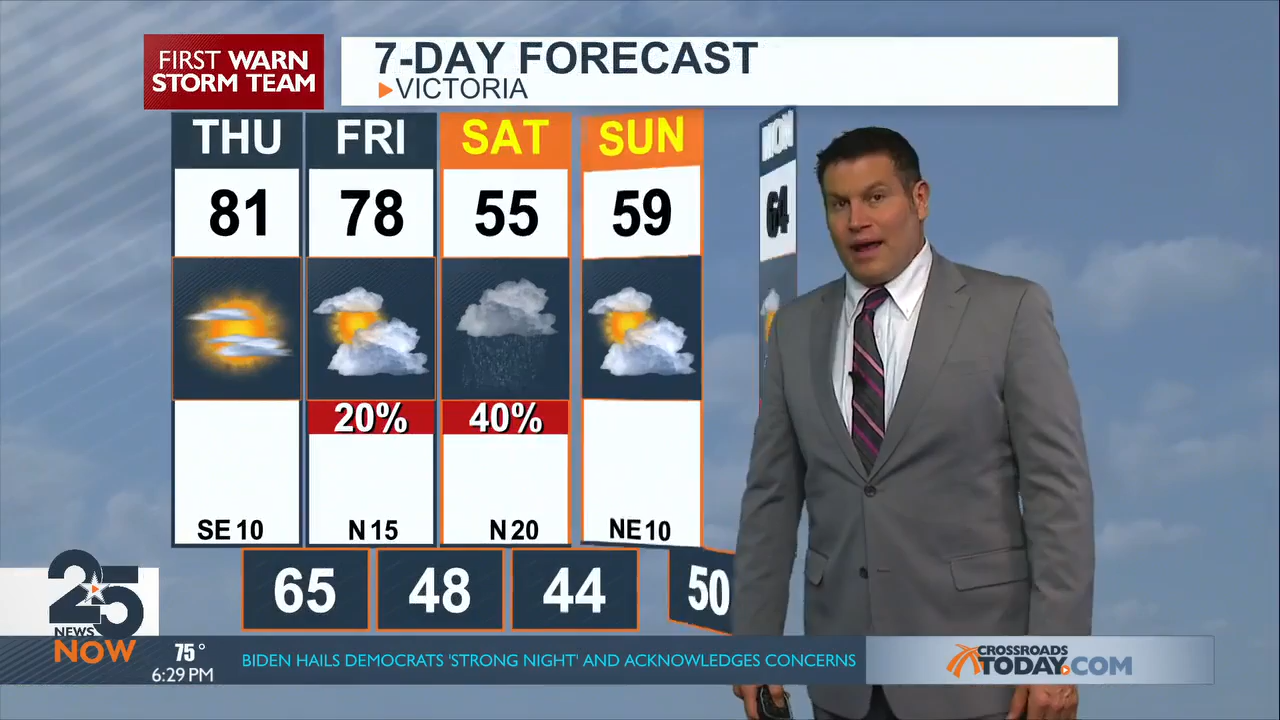 FIRST WARN
STORM TEAM
7-DAY FORECAST
VICTORIA
THU FRI SAT SUN MON
81 78 55 59 64
20% 40%
SE 10 N 15 N 20 NE 10
65 48 44 50
25
NEWS
NOW
75°
6:29 PM
BIDEN HAILS DEMOCRATS 'STRONG NIGHT' AND ACKNOWLEDGES CONCERNS
CROSSROADS
TODAY.COM